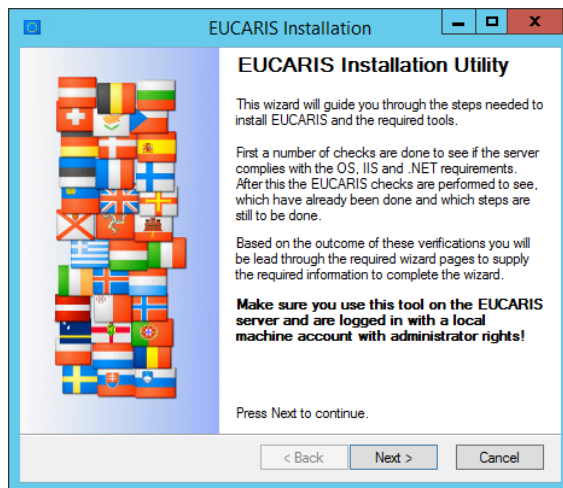 EUCARIS Installation
EUCARIS Installation Utility
This wizard will guide you through the steps needed to
install EUCARIS and the required tools.
First a number of checks are done to see if the server
complies with the OS, IIS and .NET requirements.
After this the EUCARIS checks are performed to see,
which have already been done and which steps are
still to be done.
Based on the outcome of these verifications you will
be lead through the required wizard pages to supply
the required information to complete the wizard.
Make sure you use this tool on the EUCARIS
server and are logged in with a local
machine account with administrator rights!
Press Next to continue.
< Back
Next >
Cancel